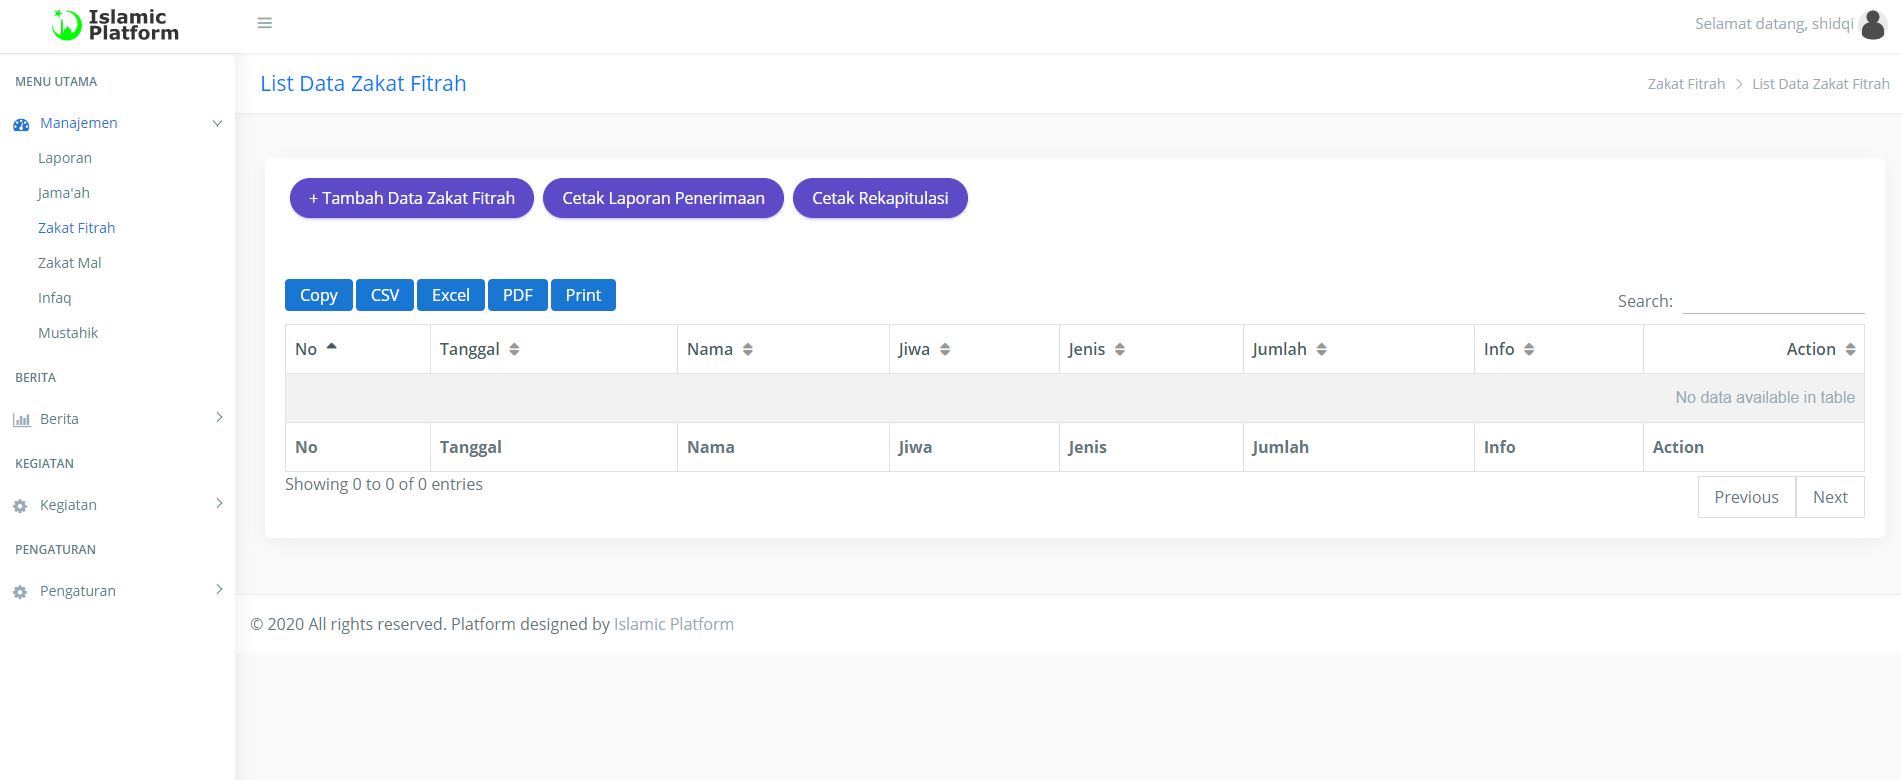 Islamic
Platform
Selamat datang, shidqi
MENU UTAMA
Manajemen
Laporan
Jama'ah
Zakat Fitrah
Zakat Mal
Infaq
Mustahik
BERITA
Berita
KEGIATAN
Kegiatan
PENGATURAN
Pengaturan
List Data Zakat Fitrah
Zakat Fitrah > List Data Zakat Fitrah
+ Tambah Data Zakat Fitrah Cetak Laporan Penerimaan Cetak Rekapitulasi
Copy CSV Excel PDF Print
Search:
No Tanggal Nama Jiwa Jenis Jumlah Info Action
No data available in table
No Tanggal Nama Jiwa Jenis Jumlah Info Action
Showing 0 to 0 of 0 entries
Previous Next
© 2020 All rights reserved. Platform designed by Islamic Platform